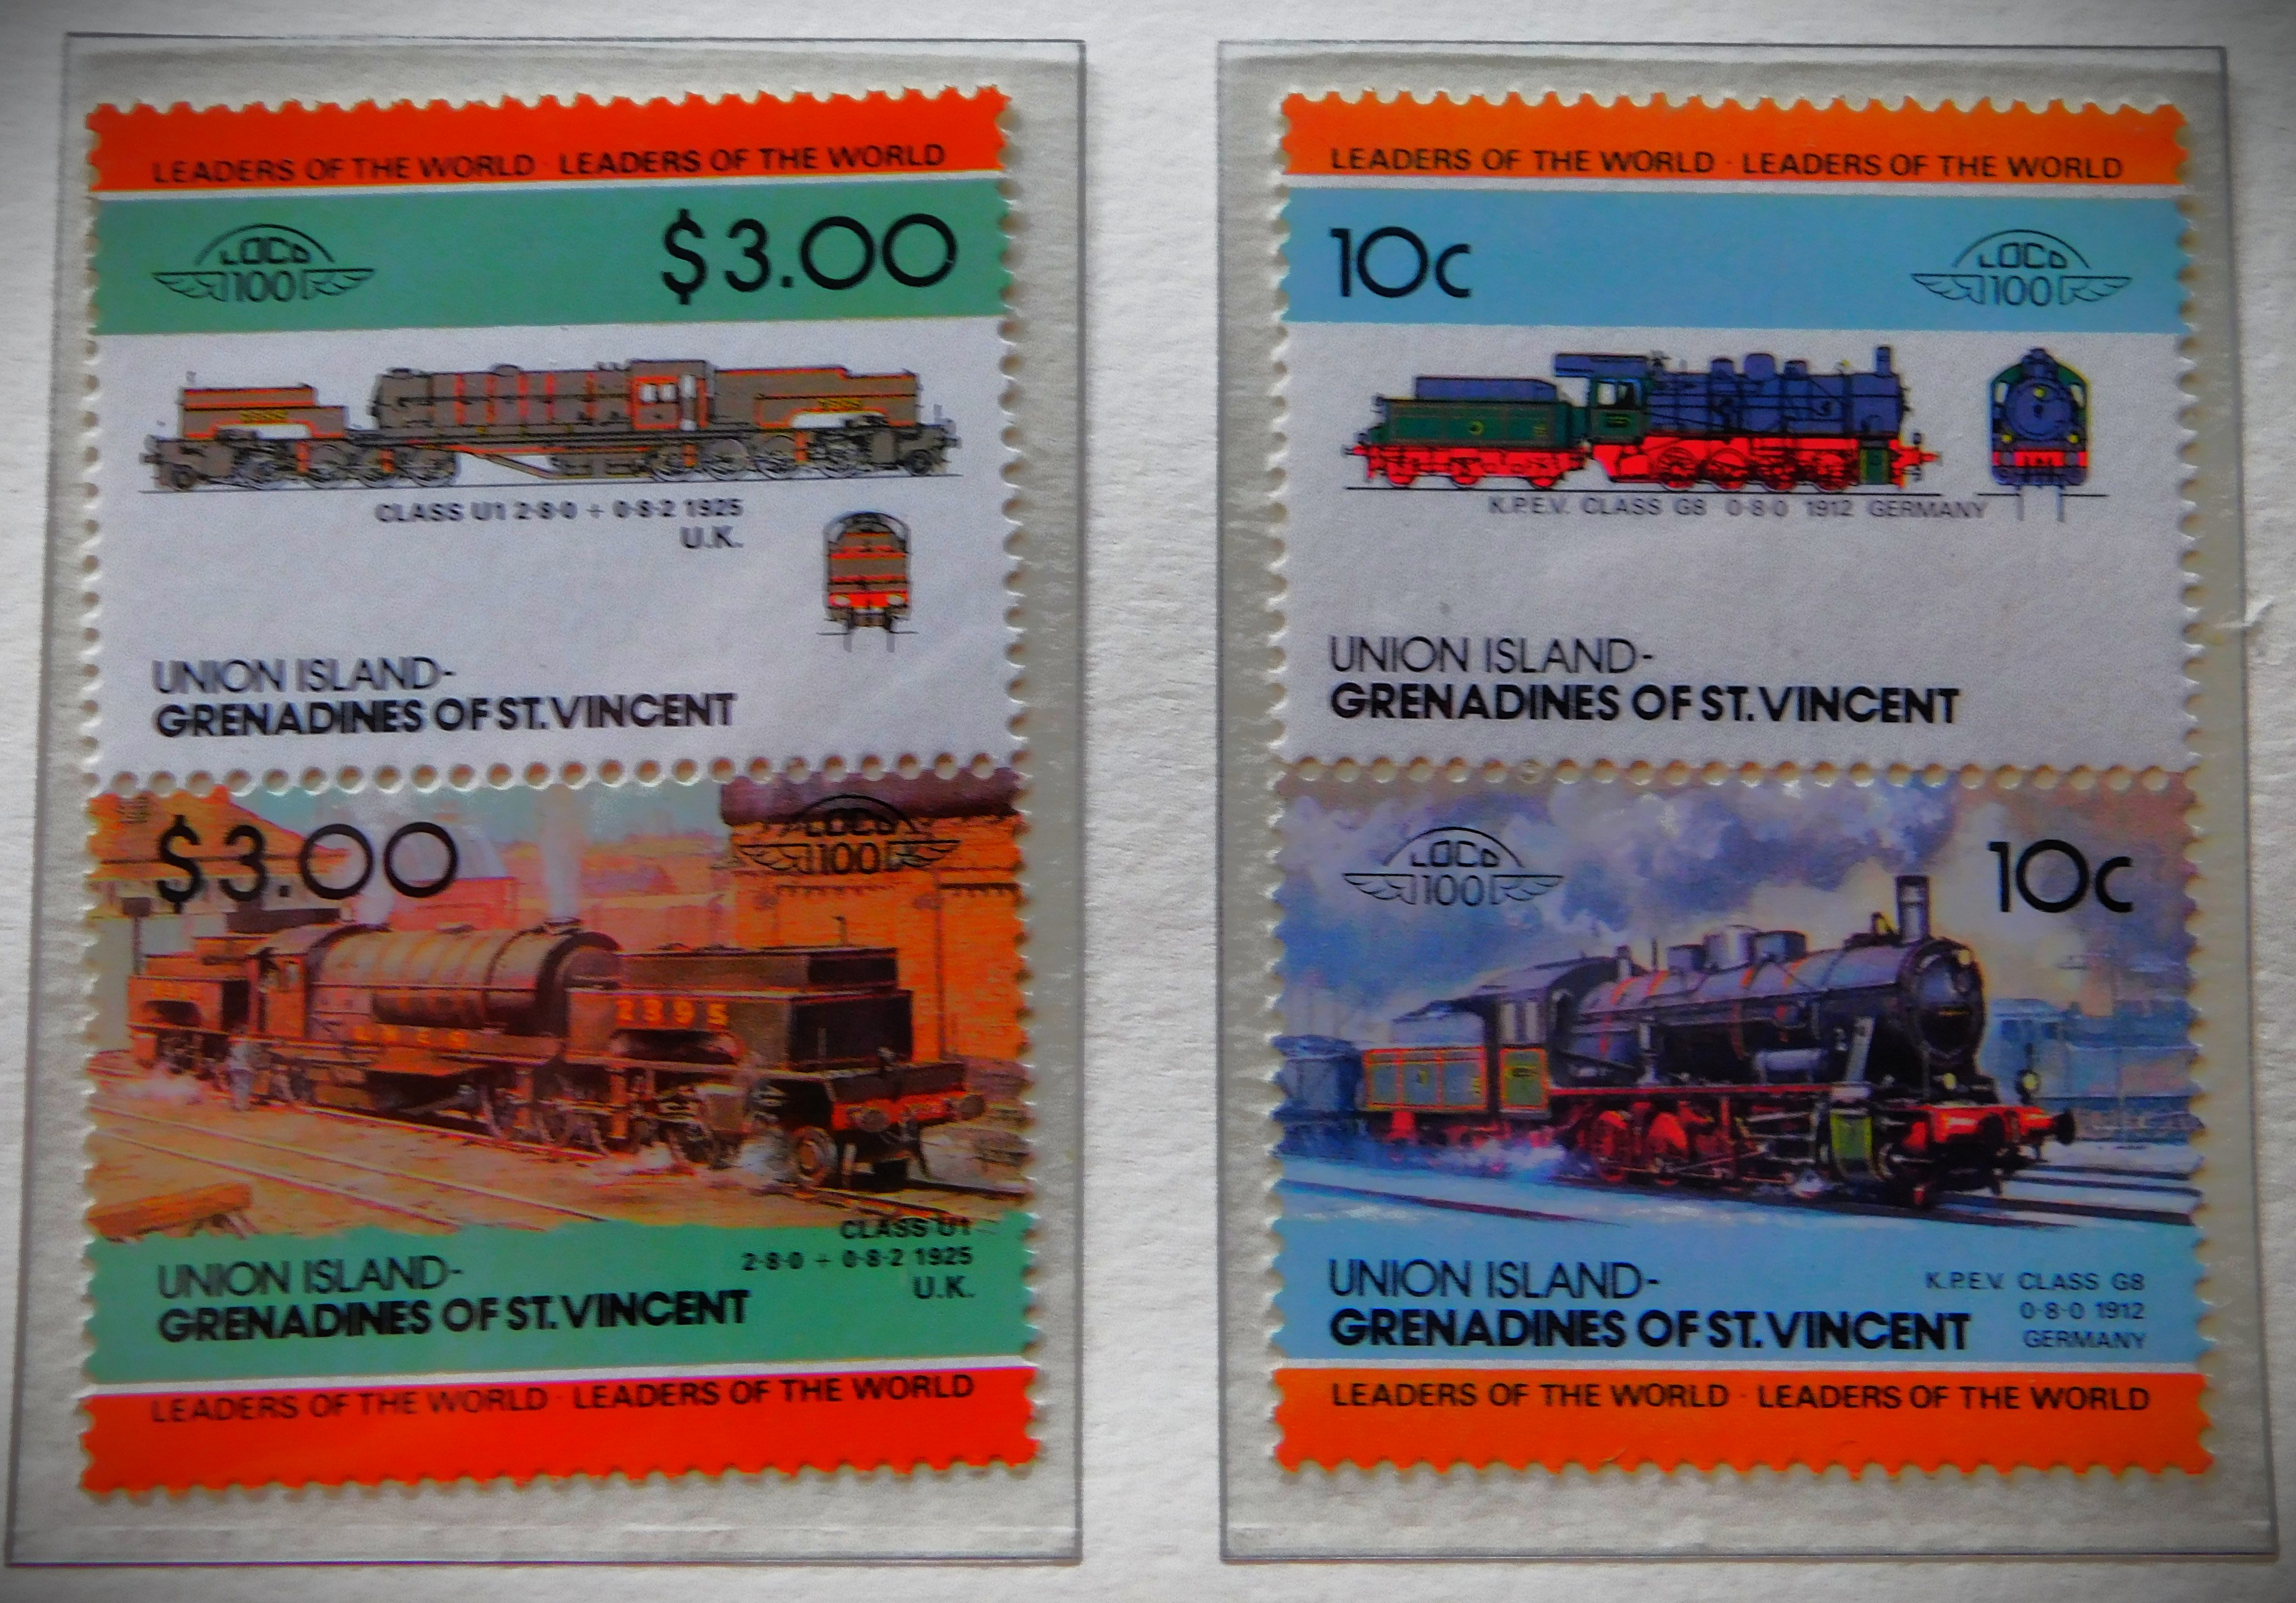 LEADERS OF THE WORLD · LEADERS OF THE WORLD
LOCO
100
$3.00
CLASS U1 2·8·0 + 0·8·2 1925
U.K.
UNION ISLAND-
GRENADINES OF ST. VINCENT
$3.00
LOCO
100
2395
CLASS U1
2·8·0 + 0·8·2 1925
U.K.
UNION ISLAND-
GRENADINES OF ST. VINCENT
LEADERS OF THE WORLD · LEADERS OF THE WORLD
LEADERS OF THE WORLD · LEADERS OF THE WORLD
10c
LOCO
100
K.P.E.V. CLASS G8 0·8·0 1912 GERMANY
UNION ISLAND-
GRENADINES OF ST. VINCENT
LOCO
100
10c
UNION ISLAND-
GRENADINES OF ST. VINCENT
K.P.E.V. CLASS G8
0·8·0 1912
GERMANY
LEADERS OF THE WORLD · LEADERS OF THE WORLD